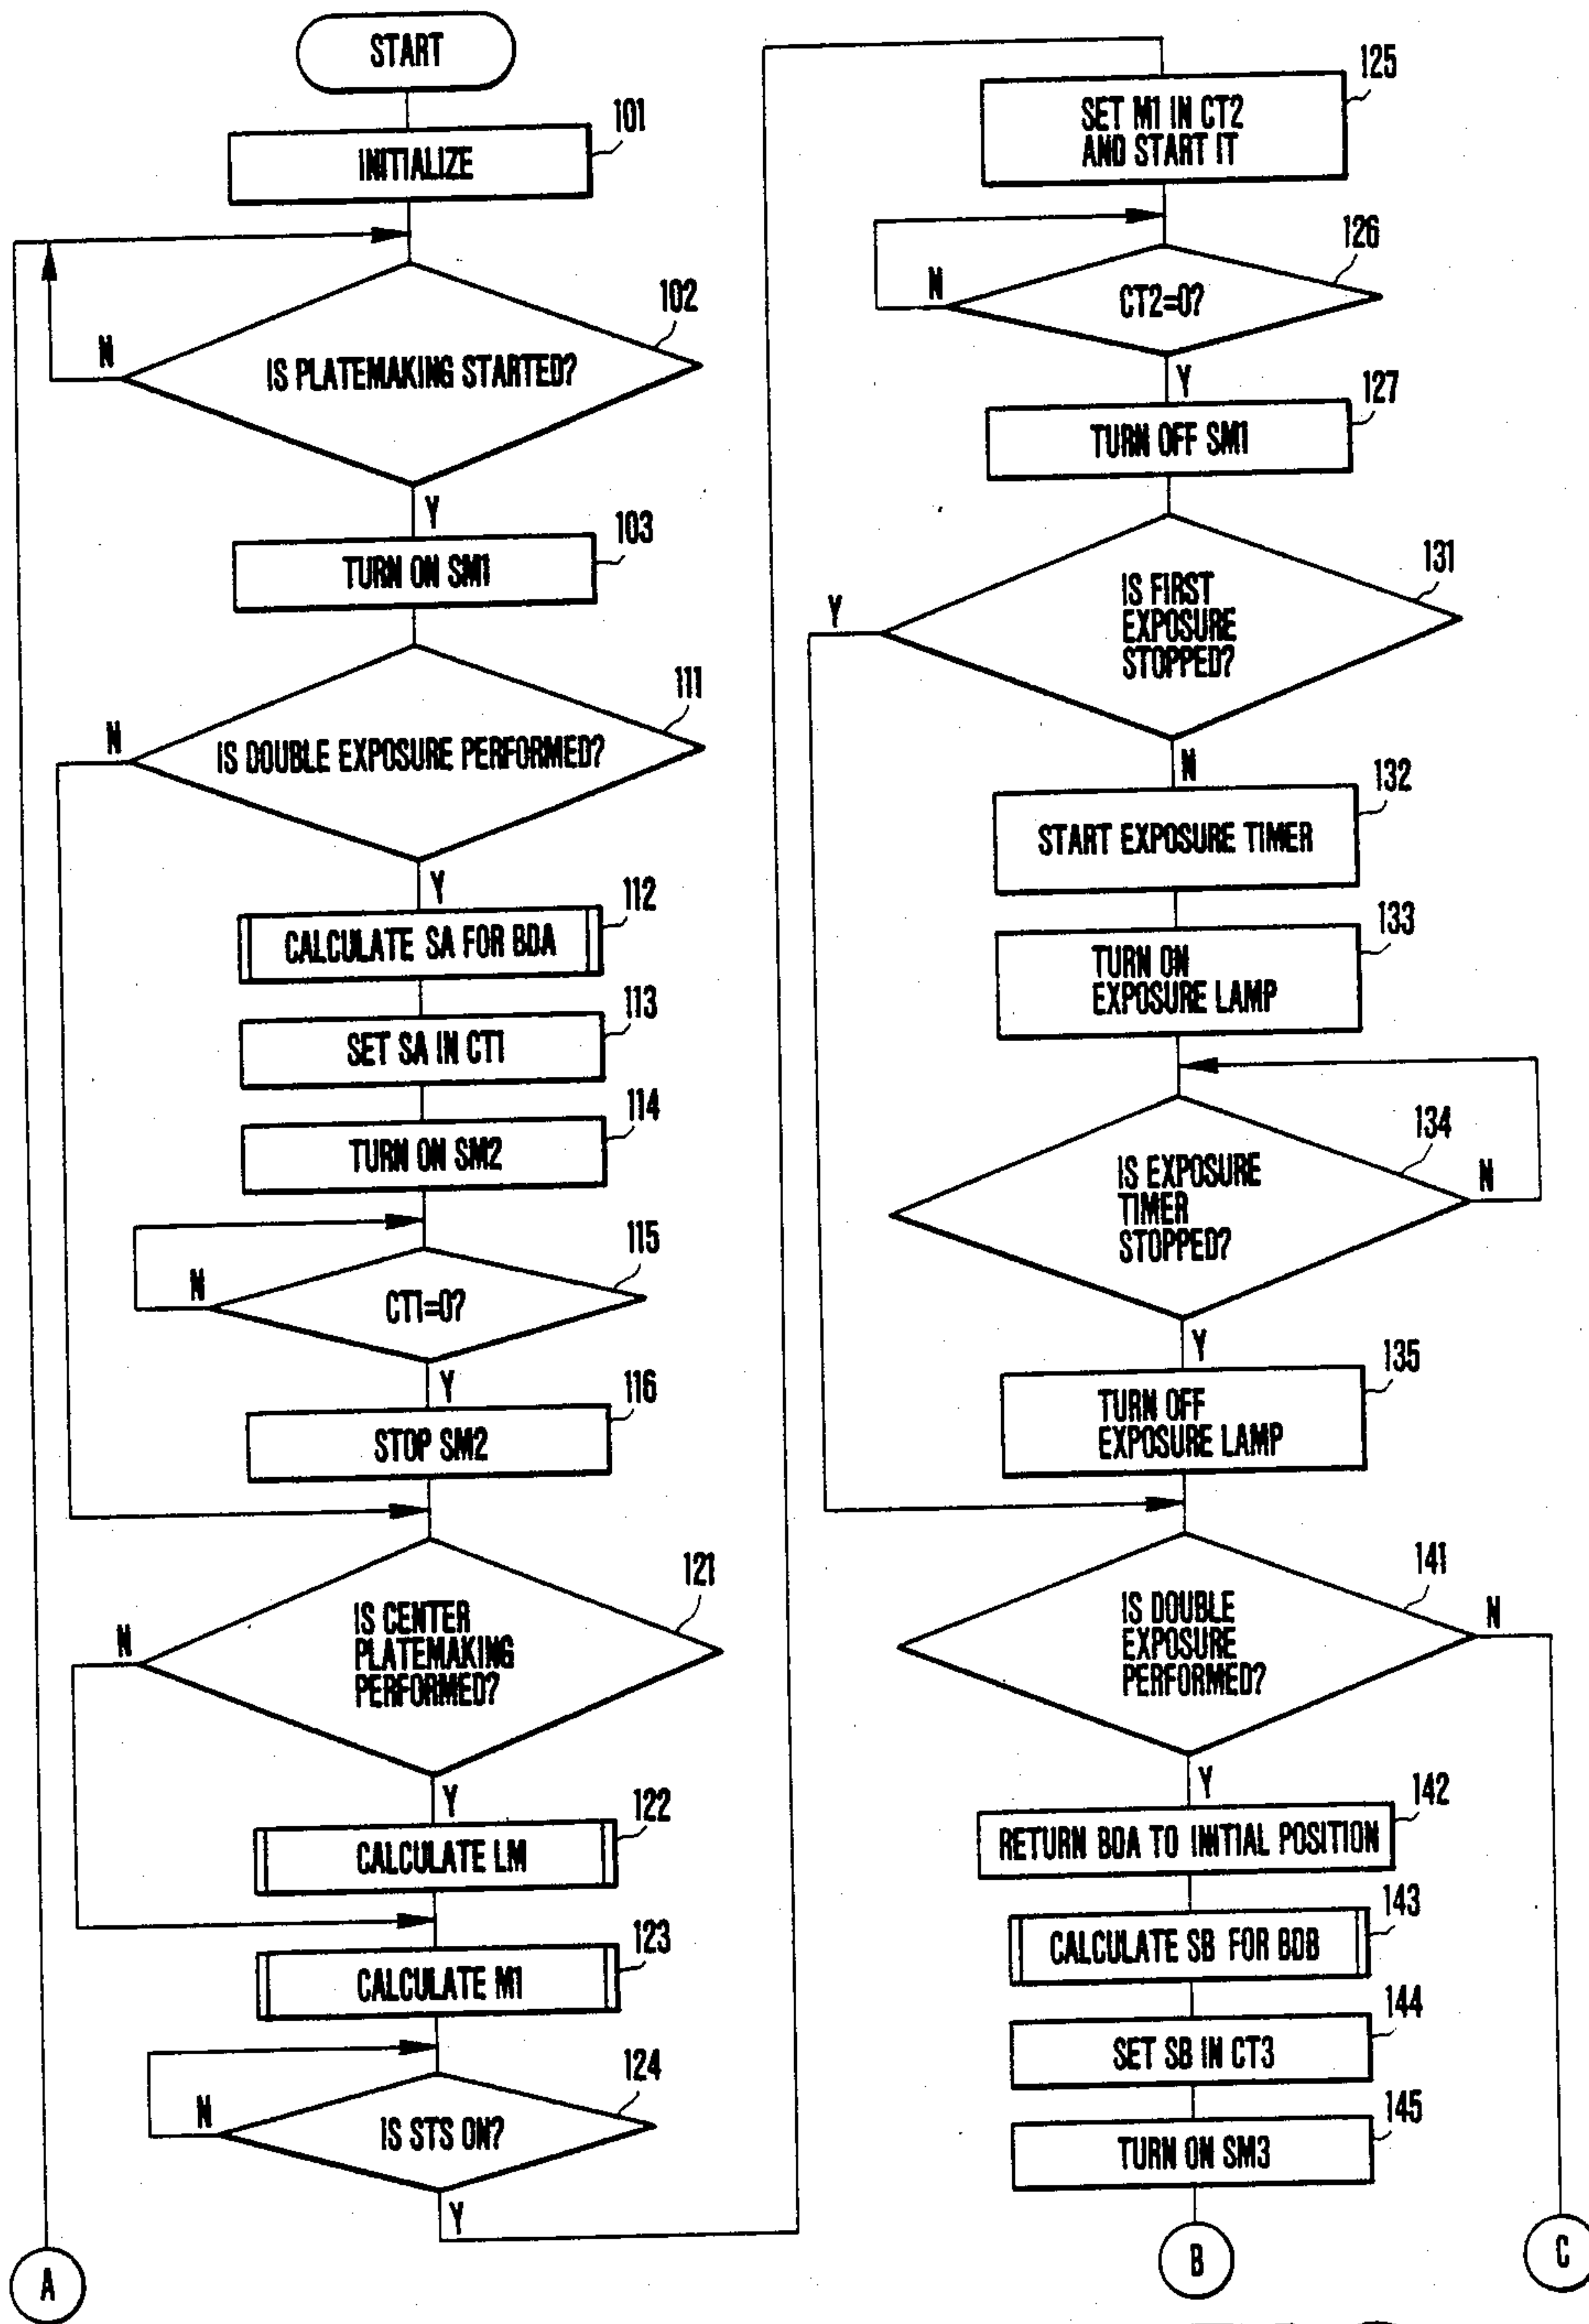 START
101
INITIALIZE
102
N
IS PLATEMAKING STARTED?
Y
103
TURN ON SM1
111
N
IS DOUBLE EXPOSURE PERFORMED?
Y
112
CALCULATE SA FOR BDA
113
SET SA IN CT1
114
TURN ON SM2
115
N
CT1=0?
Y
116
STOP SM2
121
N
IS CENTER
PLATEMAKING
PERFORMED?
Y
122
CALCULATE LM
123
CALCULATE M1
124
N
IS STS ON?
Y
A
125
SET M1 IN CT2
AND START IT
126
N
CT2=0?
Y
127
TURN OFF SM1
131
Y
IS FIRST
EXPOSURE
STOPPED?
N
132
START EXPOSURE TIMER
133
TURN ON
EXPOSURE LAMP
134
IS EXPOSURE
TIMER
STOPPED?
N
Y
135
TURN OFF
EXPOSURE LAMP
141
IS DOUBLE
EXPOSURE
PERFORMED?
N
Y
142
RETURN BDA TO INITIAL POSITION
143
CALCULATE SB FOR BDB
144
SET SB IN CT3
145
TURN ON SM3
B
C